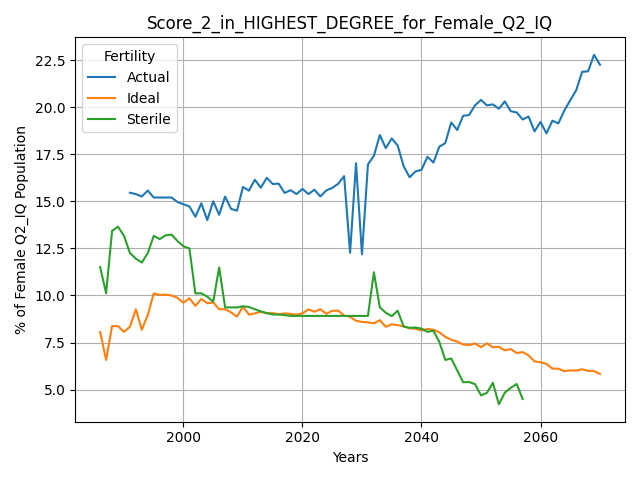 Score_2_in_HIGHEST_DEGREE_for_Female_Q2_IQ
Fertility
Actual
Ideal
Sterile
% of Female Q2_IQ Population
22.5
20.0
17.5
15.0
12.5
10.0
7.5
5.0
2000
2020
2040
2060
Years